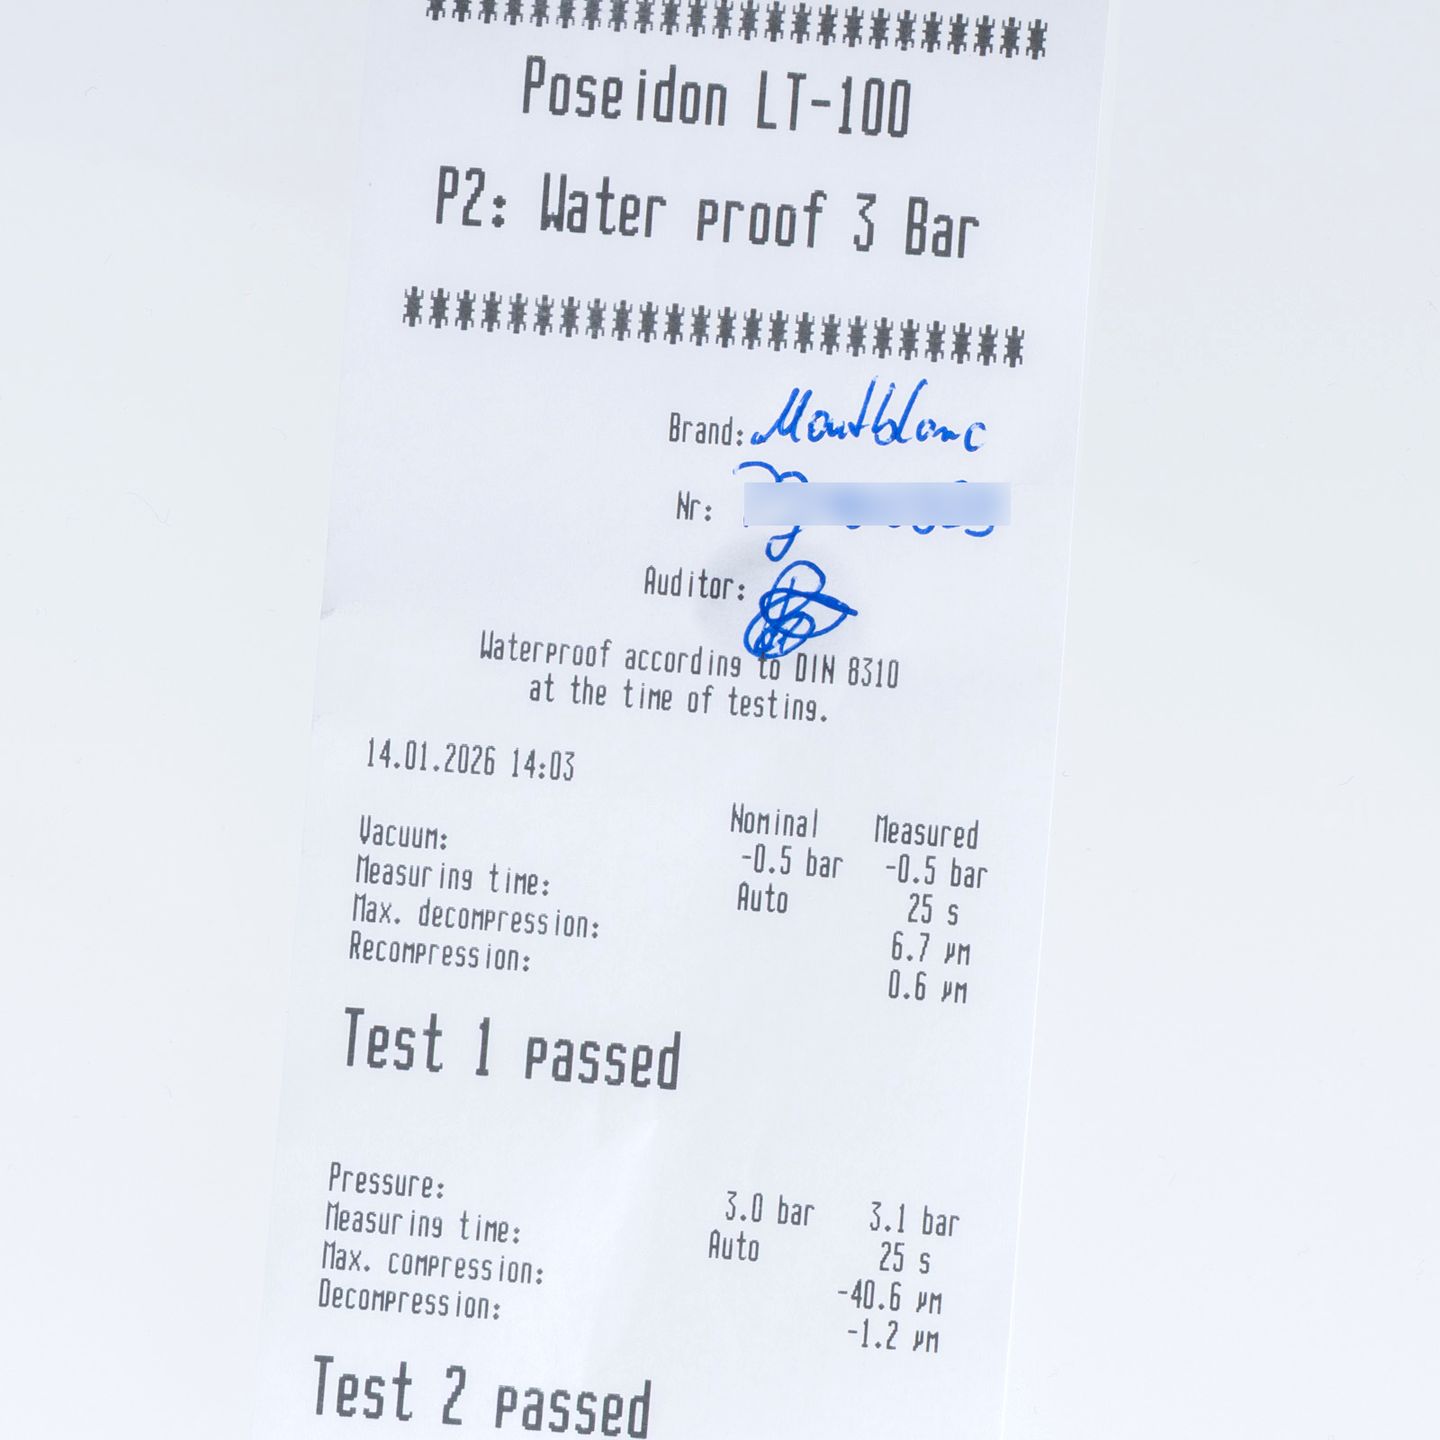 ************************
Poseidon LT-100
P2: Water proof 3 Bar
************************
Brand: Montblanc
Nr:
Auditor:
Waterproof according to DIN 8310
at the time of testing.
14.01.2026 14:03
Nominal Measured
Vacuum: -0.5 bar -0.5 bar
Measuring time: Auto 25 s
Max. decompression: 6.7 µm
Recompression: 0.6 µm
Test 1 passed
Pressure: 3.0 bar 3.1 bar
Measuring time: Auto 25 s
Max. compression: -40.6 µm
Decompression: -1.2 µm
Test 2 passed